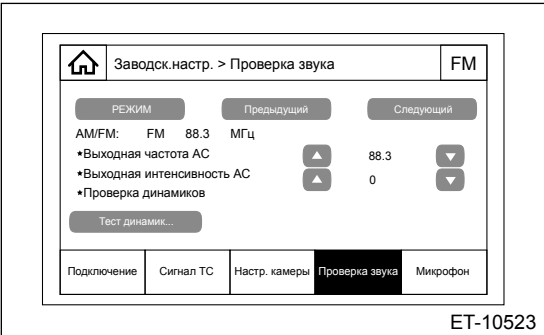 Заводск.настр. > Проверка звука FM
РЕЖИМ Предыдущий Следующий
AM/FM: FM 88.3 МГц
★Выходная частота АС 88.3
★Выходная интенсивность АС 0
★Проверка динамиков
Тест динамик...
Подключение Сигнал ТС Настр. камеры Проверка звука Микрофон
ET-10523